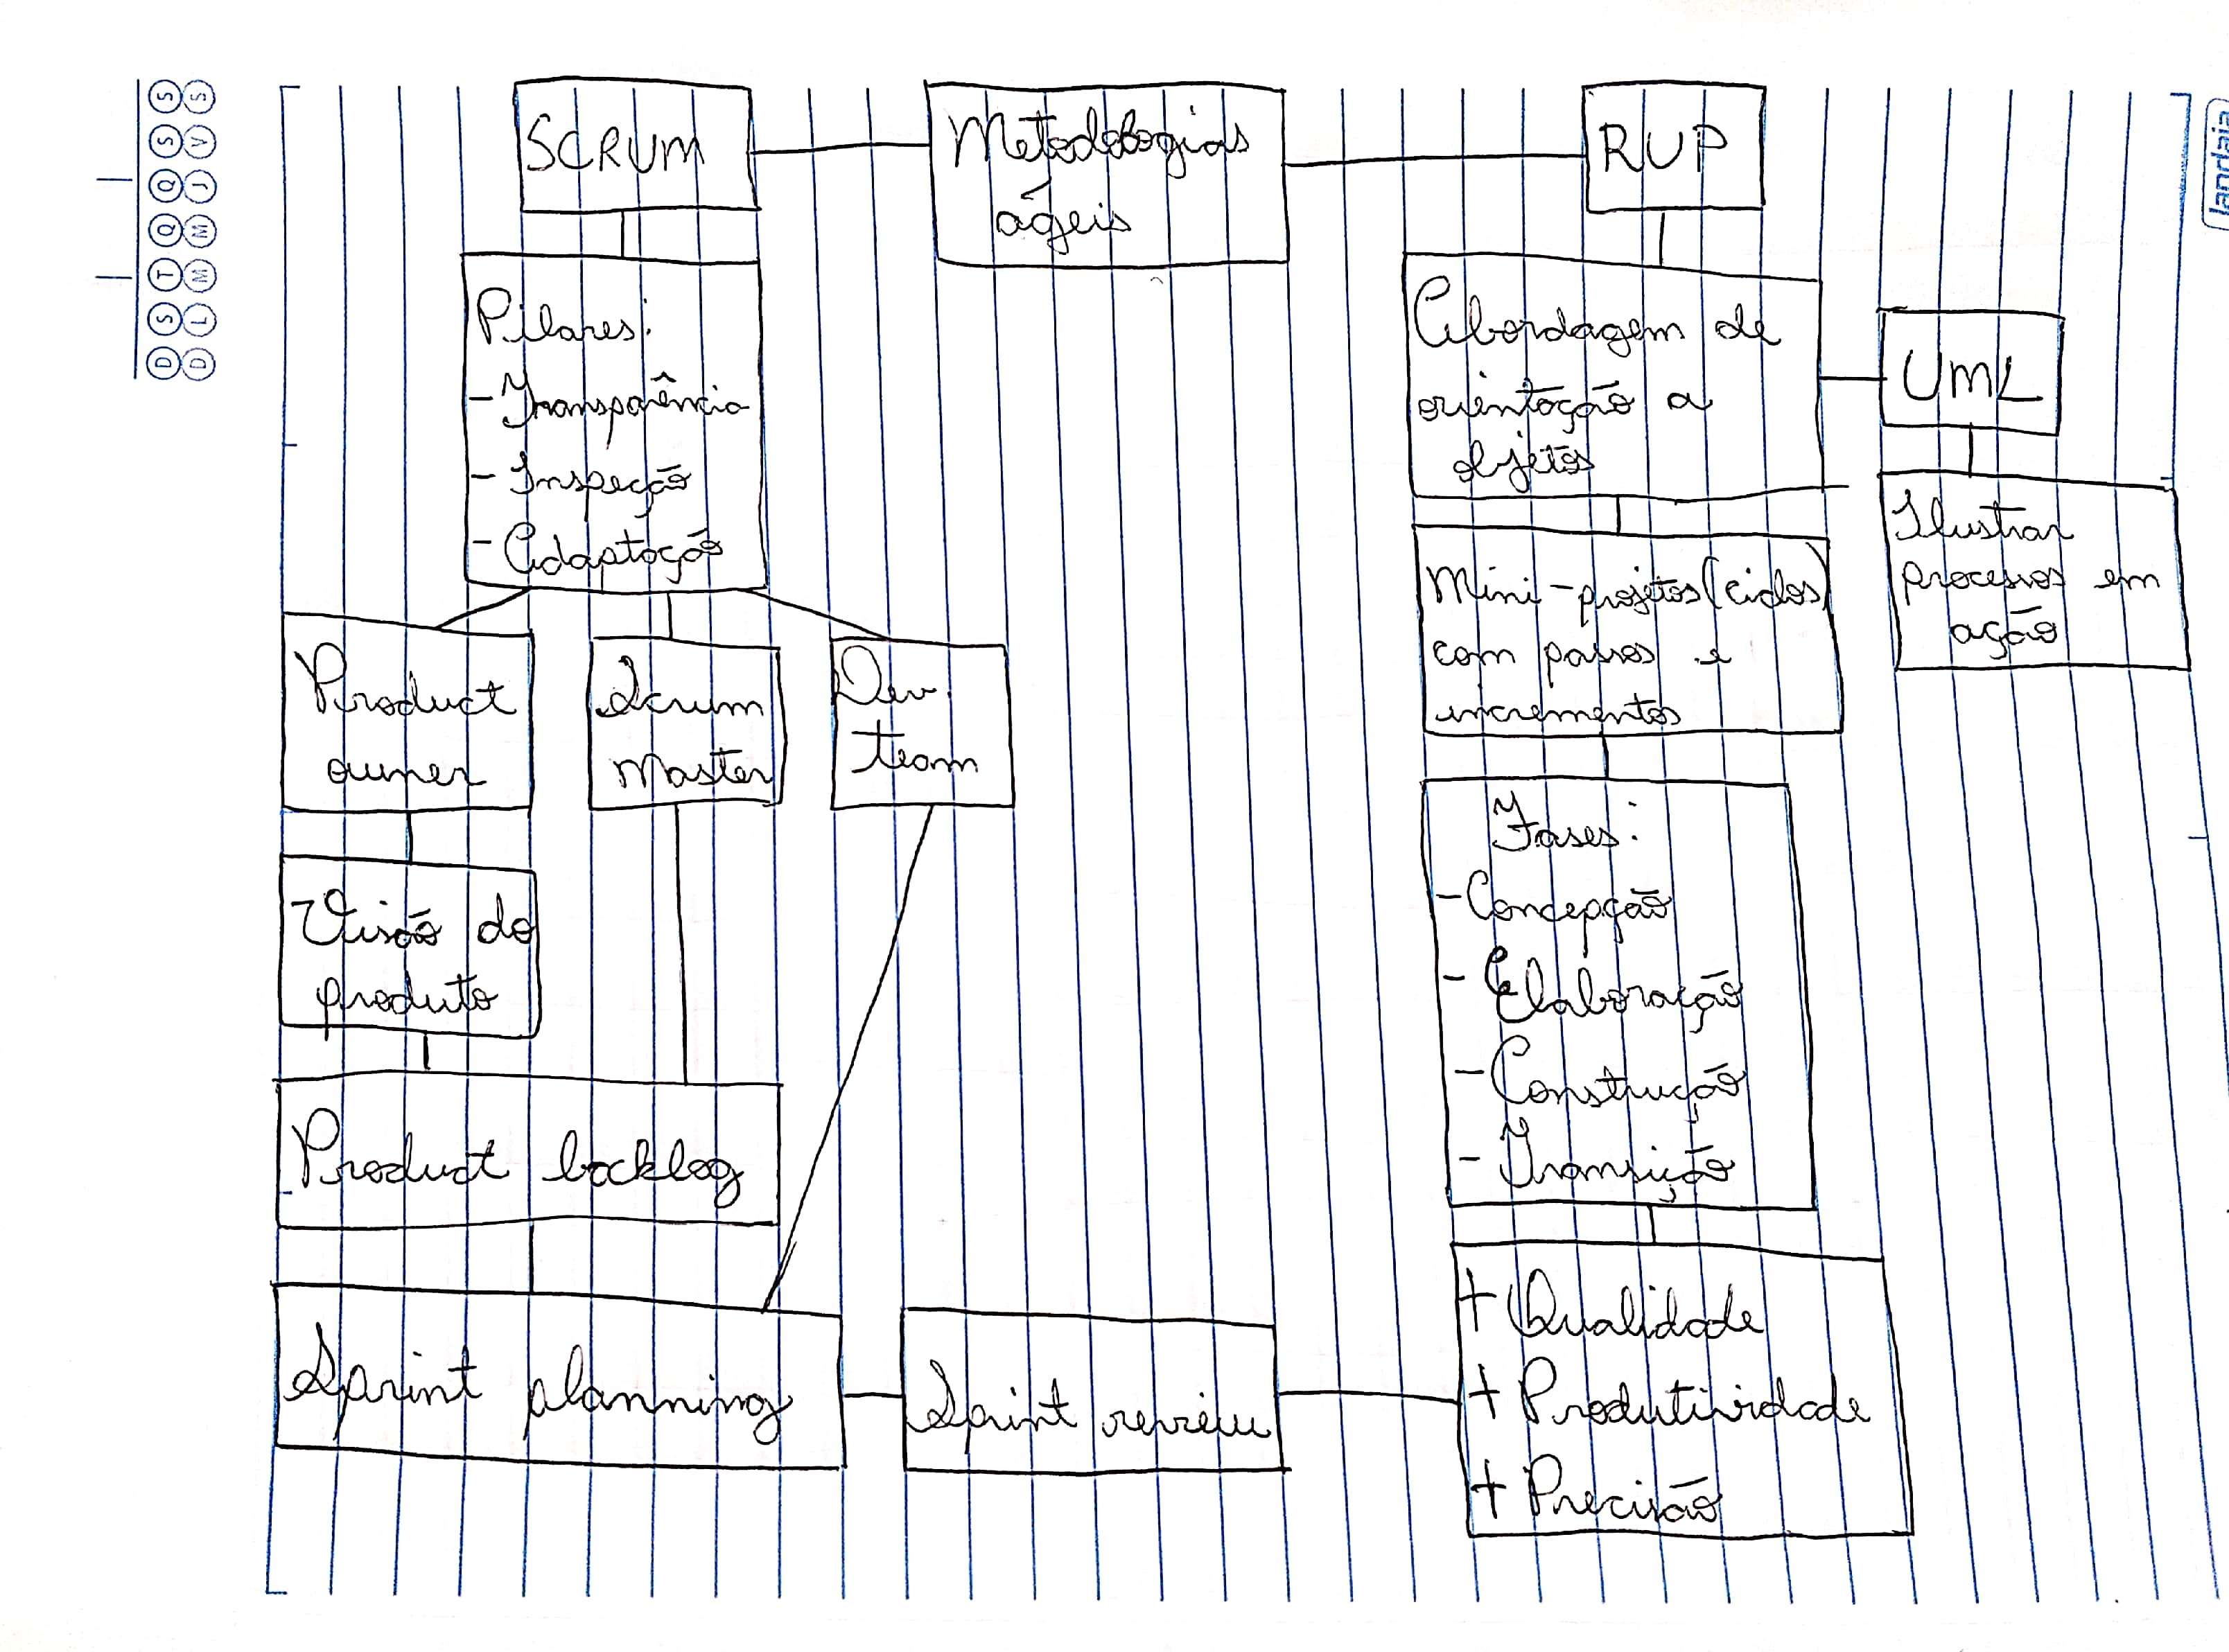 SCRUM
Metodologias
ágeis
RUP
Pilares:
- Transparência
- Inspeção
- Adaptação
Abordagem de
orientação a
objetos
UML
Ilustrar
processos em
ação
Mini-projetos (ciclos)
com passos e
incrementos
Product
owner
Scrum
Master
Dev.
team
Fases:
- Concepção
- Elaboração
- Construção
- Transição
Visão do
produto
Product backlog
Sprint planning
Sprint review
+ Qualidade
+ Produtividade
+ Precisão
D S T Q Q S S
D L M M J V S